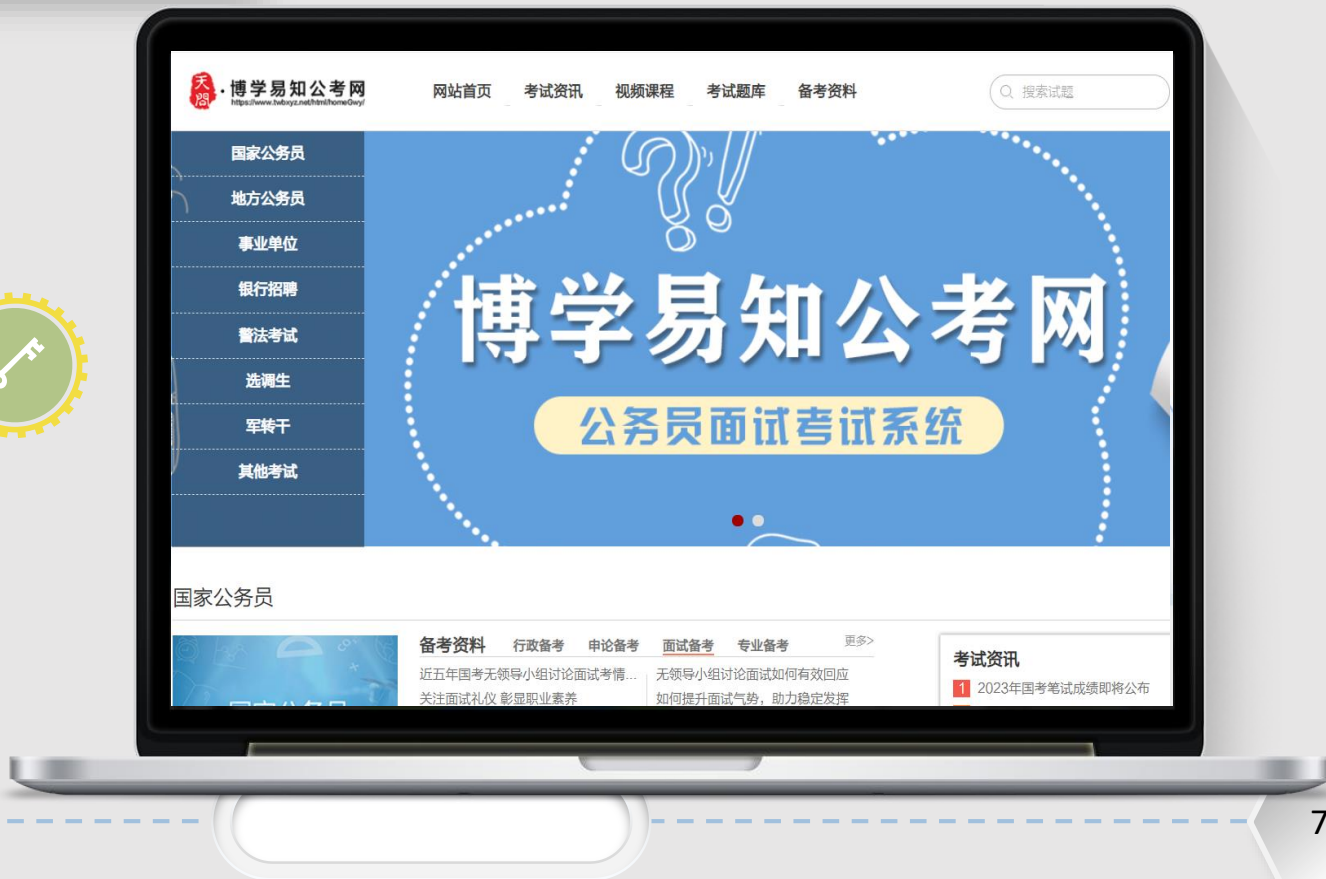 天問·博学易知公考网
https://www.twbxyz.net/html/homeGwy/
网站首页 考试资讯 视频课程 考试题库 备考资料
搜索试题
国家公务员
地方公务员
事业单位
银行招聘
警法考试
选调生
军转干
其他考试
?!
博学易知公考网
公务员面试考试系统
国家公务员
备考资料 行政备考 申论备考 面试备考 专业备考 更多>
近五年国考无领导小组讨论面试考情... 无领导小组讨论面试如何有效回应
关注面试礼仪 彰显职业素养 如何提升面试气势，助力稳定发挥
国家公务员
考试资讯
1 2023年国考笔试成绩即将公布
7